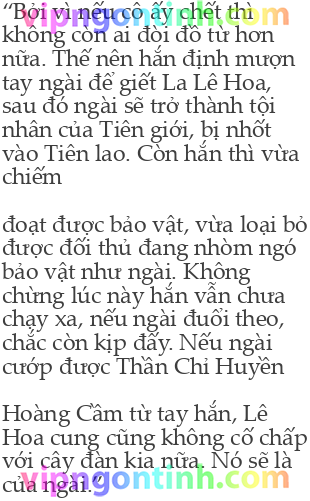 “Bởi vì nếu cô ấy chết thì
vipngontinh.com
không còn ai đòi đồ từ hơn
nữa. Thế nên hắn định mượn
tay ngài để giết La Lê Hoa,
sau đó ngài sẽ trở thành tội
nhân của Tiên giới, bị nhốt
vào Tiên lao. Còn hắn thì vừa
chiếm
đoạt được bảo vật, vừa loại bỏ
được đối thủ đang nhòm ngó
bảo vật như ngài. Không
chừng lúc này hắn vẫn chưa
chạy xa, nếu ngài đuổi theo,
chắc còn kịp đấy. Nếu ngài
cướp được Thần Chỉ Huyền
Hoàng Cầm từ tay hắn, Lê
Hoa cung cũng không cố chấp
với cây đàn kia nữa. Nó sẽ là
vipngontinh.com
của ngài.”